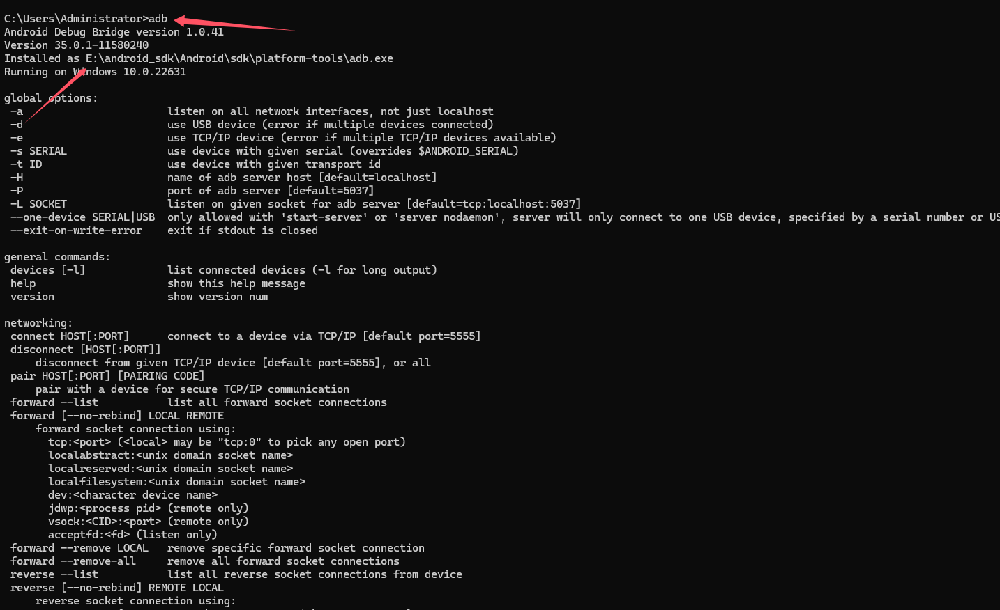 C:\Users\Administrator>adb
Android Debug Bridge version 1.0.41
Version 35.0.1-11580240
Installed as E:\android_sdk\Android\sdk\platform-tools\adb.exe
Running on Windows 10.0.22631
global options:
-a listen on all network interfaces, not just localhost
-d use USB device (error if multiple devices connected)
-e use TCP/IP device (error if multiple TCP/IP devices available)
-s SERIAL use device with given serial (overrides $ANDROID_SERIAL)
-t ID use device with given transport id
-H name of adb server host [default=localhost]
-P port of adb server [default=5037]
-L SOCKET listen on given socket for adb server [default=tcp:localhost:5037]
--one-device SERIAL|USB only allowed with 'start-server' or 'server nodaemon', server will only connect to one USB device, specified by a serial number or US
--exit-on-write-error exit if stdout is closed
general commands:
devices [-l] list connected devices (-l for long output)
help show this help message
version show version num
networking:
connect HOST[:PORT] connect to a device via TCP/IP [default port=5555]
disconnect [HOST[:PORT]]
disconnect from given TCP/IP device [default port=5555], or all
pair HOST[:PORT] [PAIRING CODE]
pair with a device for secure TCP/IP communication
forward --list list all forward socket connections
forward [--no-rebind] LOCAL REMOTE
forward socket connection using:
tcp:<port> (<local> may be "tcp:0" to pick any open port)
localabstract:<unix domain socket name>
localreserved:<unix domain socket name>
localfilesystem:<unix domain socket name>
dev:<character device name>
jdwp:<process pid> (remote only)
vsock:<CID>:<port> (remote only)
acceptfd:<fd> (listen only)
forward --remove LOCAL remove specific forward socket connection
forward --remove-all remove all forward socket connections
reverse --list list all reverse socket connections from device
reverse [--no-rebind] REMOTE LOCAL
reverse socket connection using: